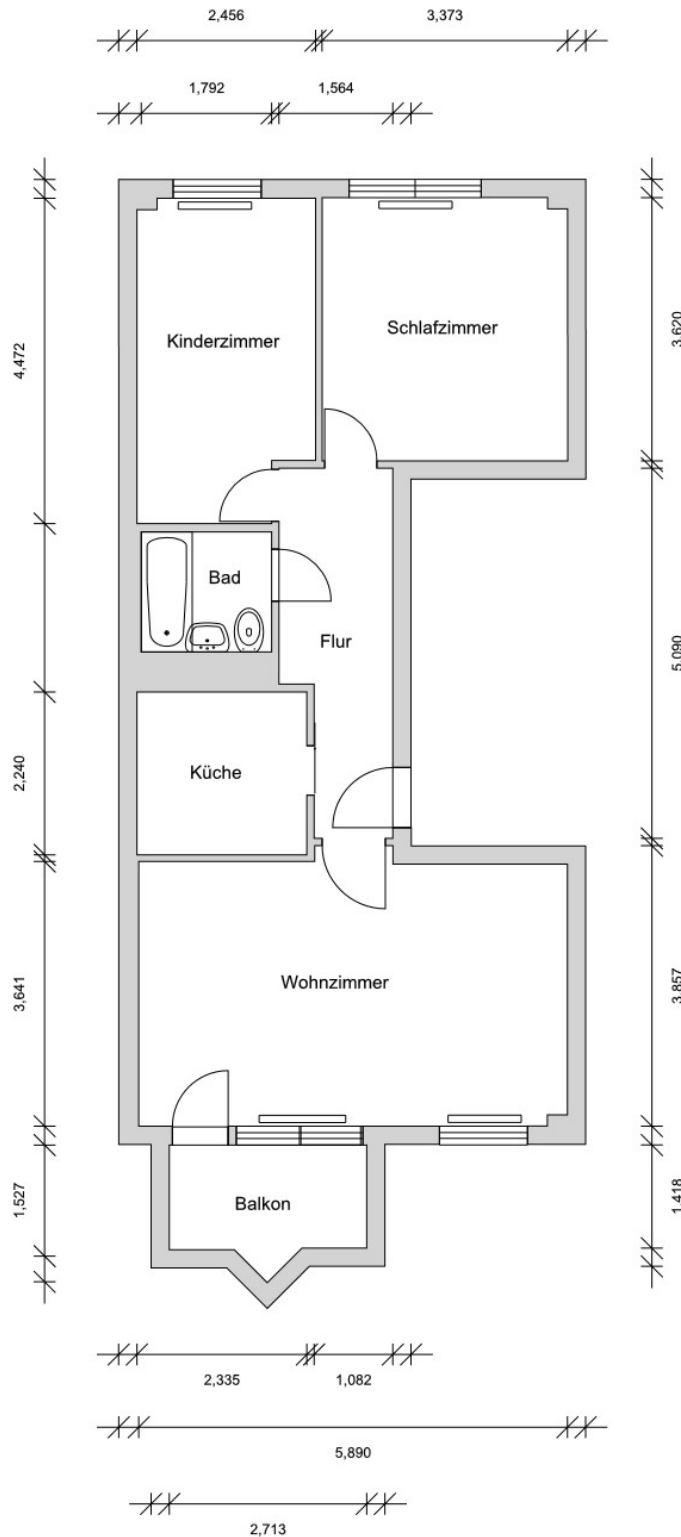 2,456
3,373
1,792
1,564
4,472
3,620
Kinderzimmer
Schlafzimmer
Bad
Flur
5,090
Küche
2,240
Wohnzimmer
3,641
3,857
Balkon
1,527
1,418
2,335
1,082
5,890
2,713